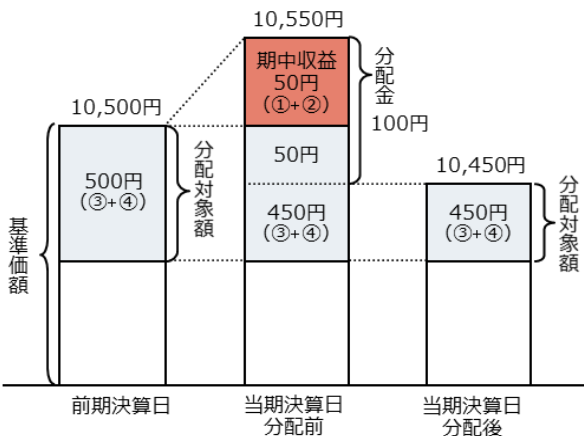 10,550円
期中収益
50円
(①+②)
分配金
100円
10,500円
500円
(③+④)
分配対象額
50円
450円
(③+④)
10,450円
450円
(③+④)
分配対象額
基準価額
前期決算日
当期決算日
分配前
当期決算日
分配後